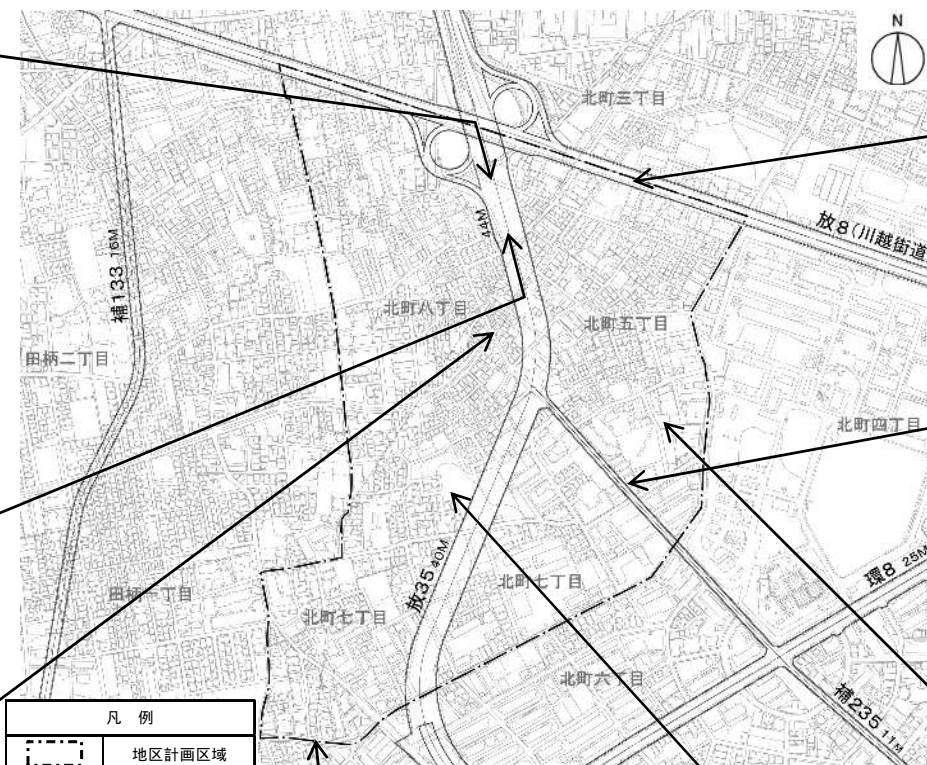 N
北町三丁目
放8(川越街道
44M
補133 16M
北町八丁目
北町五丁目
田柄二丁目
北町四丁目
放35 40M
環8 25M
田柄一丁目
北町七丁目
北町七丁目
北町六丁目
補235 11M
凡 例
地区計画区域